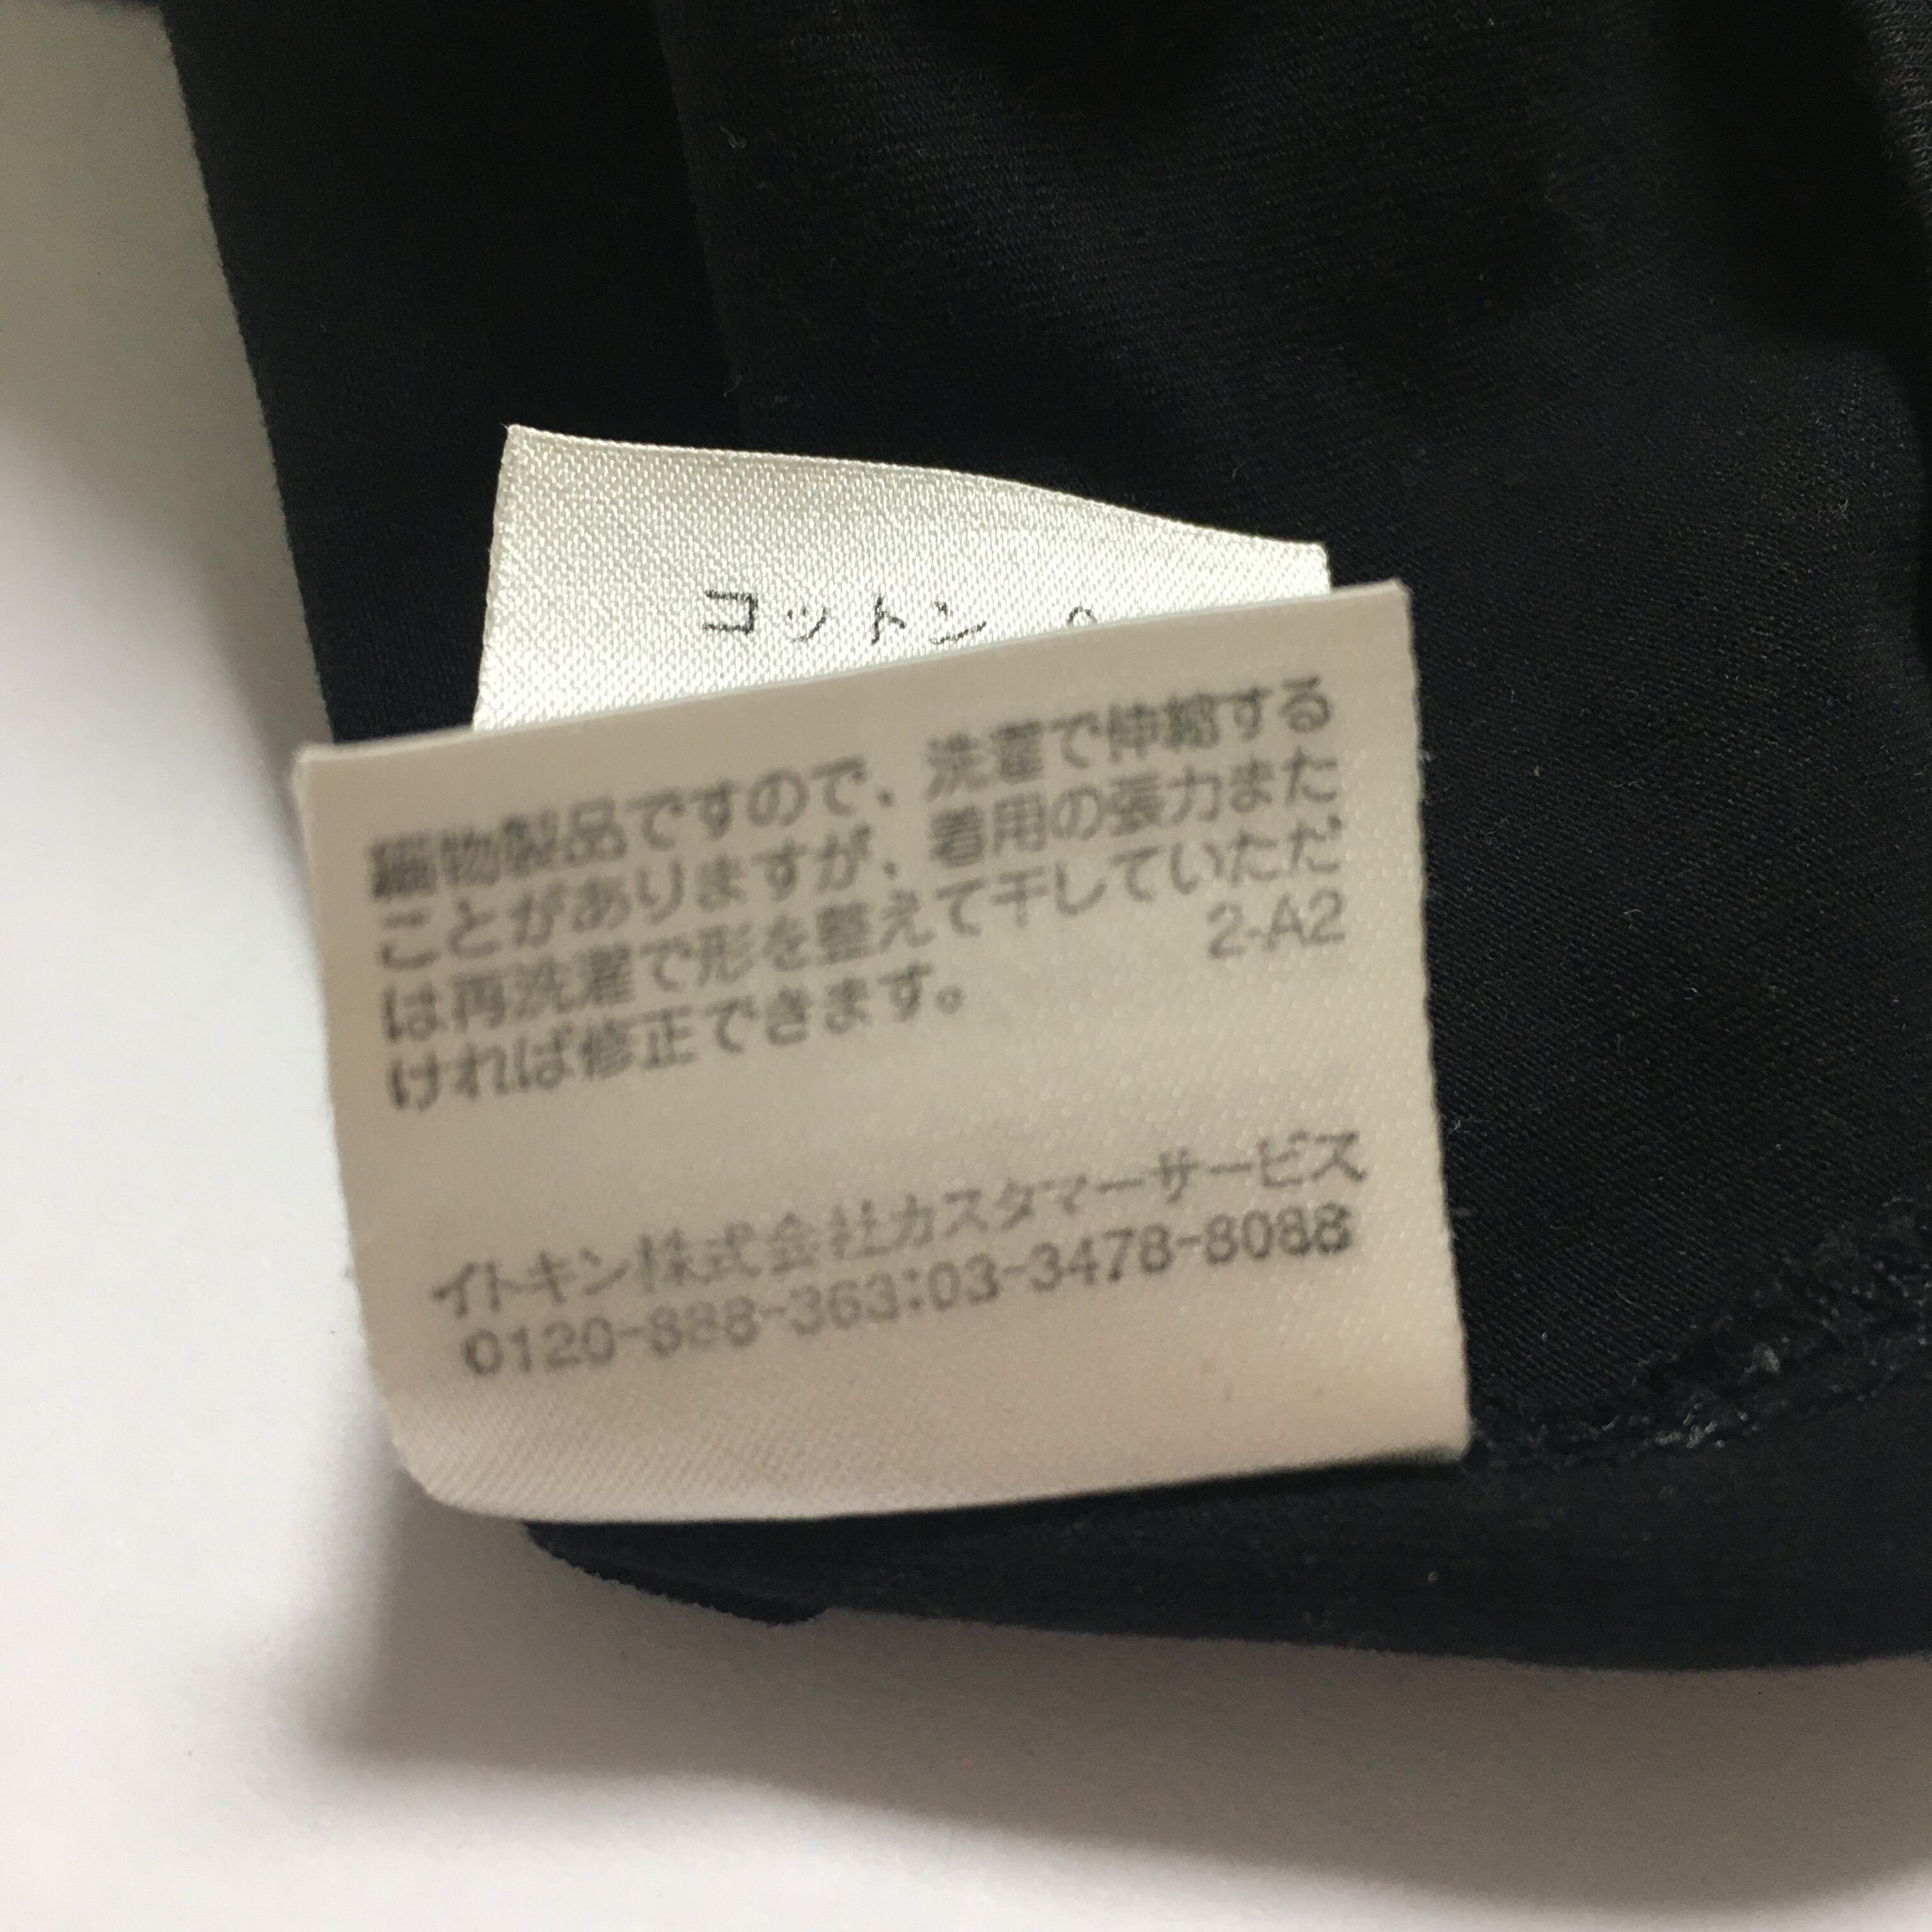 コットン
編物製品ですので、洗濯で伸縮する
ことがありますが、着用の張力また
は再洗濯で形を整えて干していただ
ければ修正できます。 2-A2
イトキン株式会社カスタマーサービス
0120-888-363:03-3478-8088